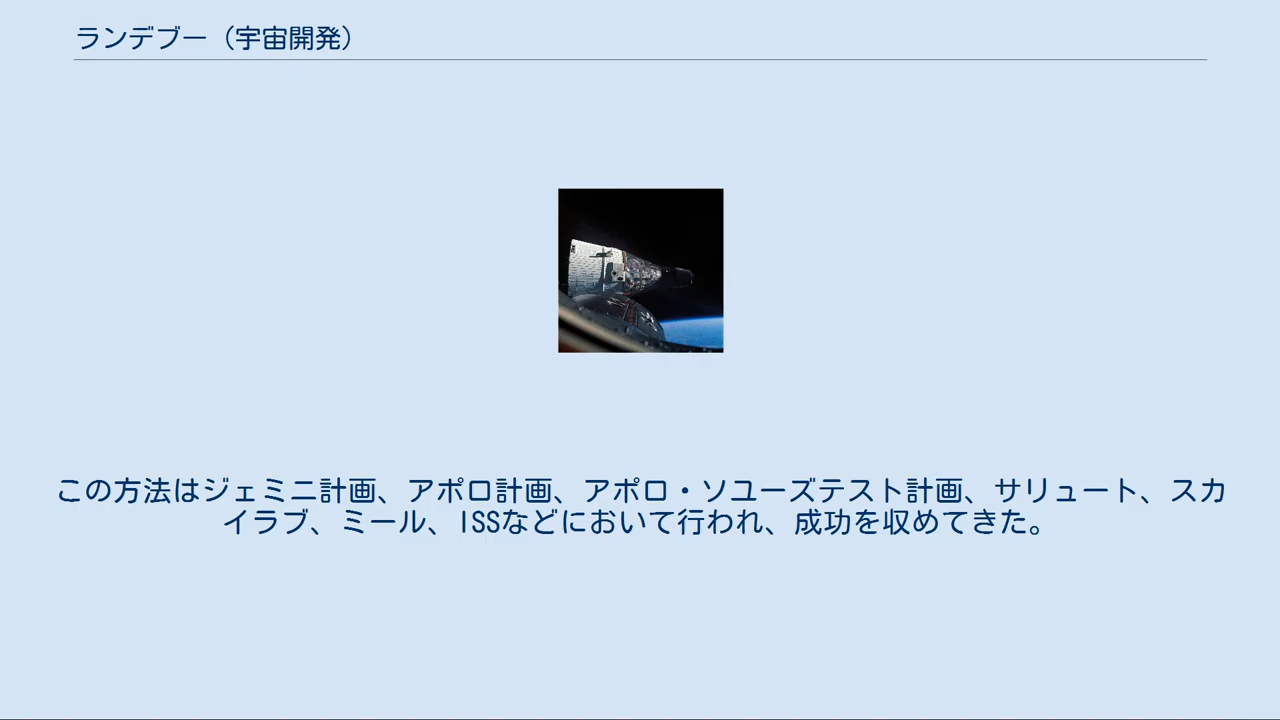 ランデブー（宇宙開発）
この方法はジェミニ計画、アポロ計画、アポロ・ソユーズテスト計画、サリュート、スカ
イラブ、ミール、ISSなどにおいて行われ、成功を収めてきた。